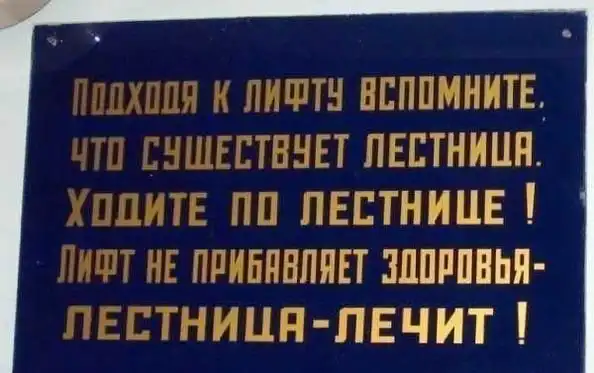 Подходя к лифту вспомните,
что существует лестница.
Ходите по лестнице!
Лифт не прибавляет здоровья-
лестница-лечит!